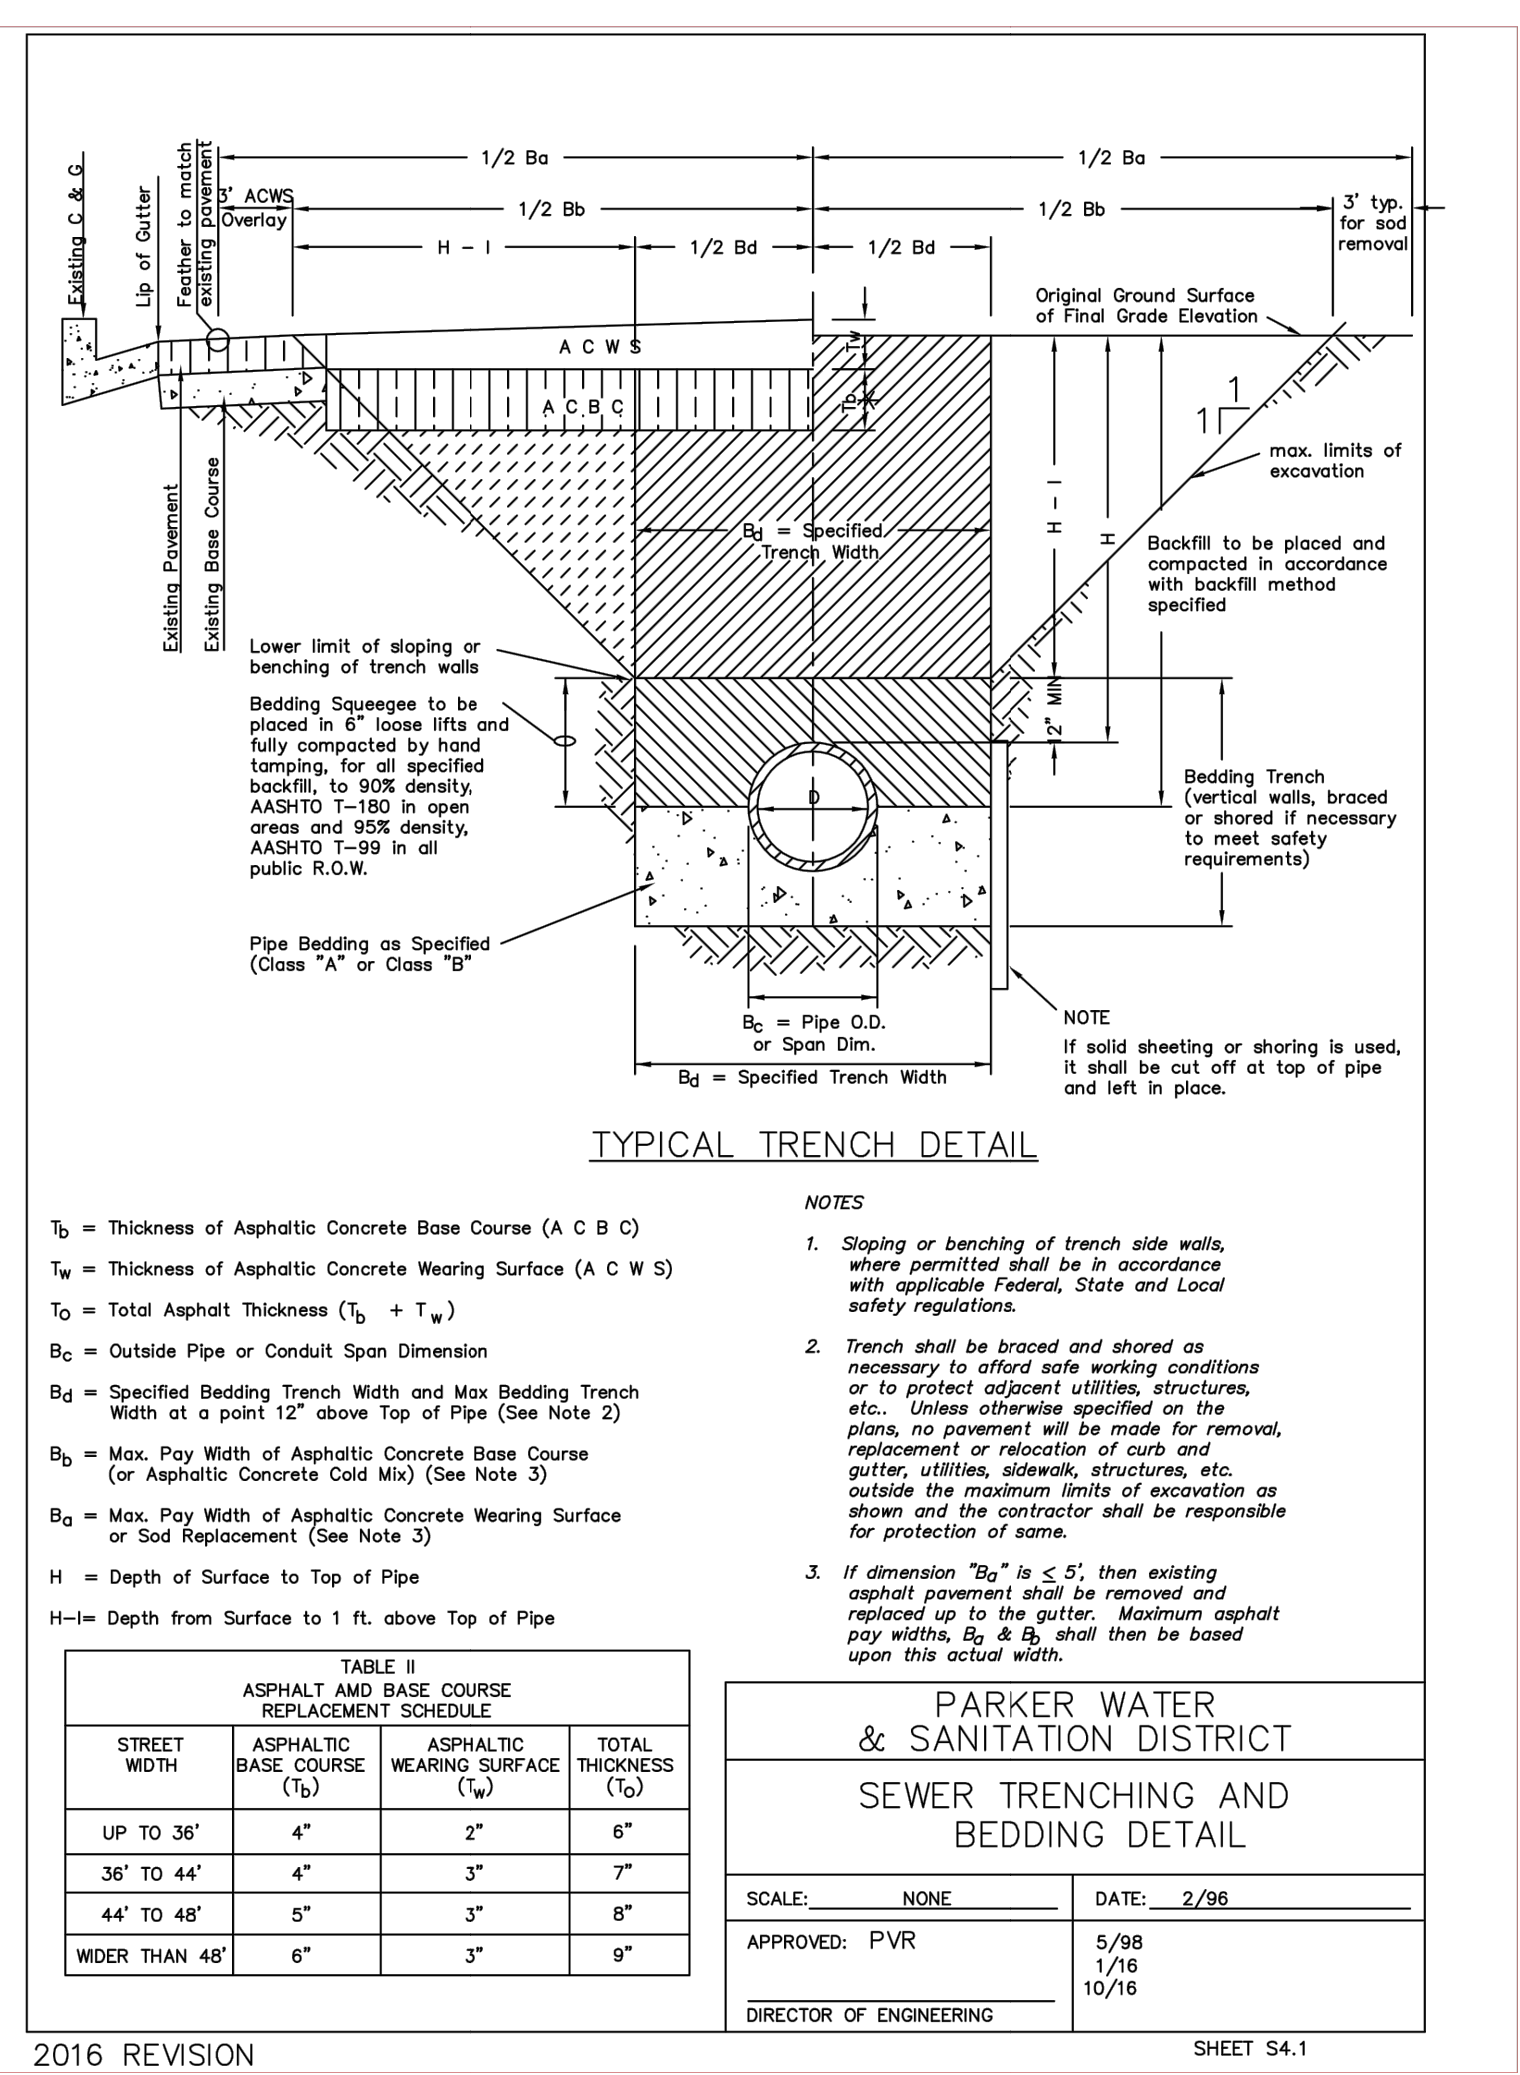 1/2 Ba
1/2 Ba
3' ACWS
Overlay
1/2 Bb
1/2 Bb
3' typ.
for sod
removal
H - I
1/2 Bd
1/2 Bd
Existing C & G
Lip of Gutter
Feather to match
existing pavement
Original Ground Surface
of Final Grade Elevation
A C W S
Tw
A C B C
Tb
1
1
max. limits of
excavation
H - I
H
Bd = Specified
Trench Width
Backfill to be placed and
compacted in accordance
with backfill method
specified
Existing Pavement
Existing Base Course
Lower limit of sloping or
benching of trench walls
12" MIN
Bedding Squeegee to be
placed in 6" loose lifts and
fully compacted by hand
tamping, for all specified
backfill, to 90% density,
AASHTO T-180 in open
areas and 95% density,
AASHTO T-99 in all
public R.O.W.
D
Bedding Trench
(vertical walls, braced
or shored if necessary
to meet safety
requirements)
Pipe Bedding as Specified
(Class "A" or Class "B"
Bc = Pipe O.D.
or Span Dim.
Bd = Specified Trench Width
NOTE
If solid sheeting or shoring is used,
it shall be cut off at top of pipe
and left in place.
TYPICAL TRENCH DETAIL
Tb = Thickness of Asphaltic Concrete Base Course (A C B C)
Tw = Thickness of Asphaltic Concrete Wearing Surface (A C W S)
To = Total Asphalt Thickness (Tb + Tw)
Bc = Outside Pipe or Conduit Span Dimension
Bd = Specified Bedding Trench Width and Max Bedding Trench
Width at a point 12" above Top of Pipe (See Note 2)
Bb = Max. Pay Width of Asphaltic Concrete Base Course
(or Asphaltic Concrete Cold Mix) (See Note 3)
Ba = Max. Pay Width of Asphaltic Concrete Wearing Surface
or Sod Replacement (See Note 3)
H = Depth of Surface to Top of Pipe
H-I= Depth from Surface to 1 ft. above Top of Pipe
NOTES
1. Sloping or benching of trench side walls,
where permitted shall be in accordance
with applicable Federal, State and Local
safety regulations.
2. Trench shall be braced and shored as
necessary to afford safe working conditions
or to protect adjacent utilities, structures,
etc.. Unless otherwise specified on the
plans, no pavement will be made for removal,
replacement or relocation of curb and
gutter, utilities, sidewalk, structures, etc.
outside the maximum limits of excavation as
shown and the contractor shall be responsible
for protection of same.
3. If dimension "Ba" is ≤ 5', then existing
asphalt pavement shall be removed and
replaced up to the gutter. Maximum asphalt
pay widths, Ba & Bb shall then be based
upon this actual width.
TABLE II
ASPHALT AMD BASE COURSE
REPLACEMENT SCHEDULE
STREET WIDTH ASPHALTIC BASE COURSE (Tb) ASPHALTIC WEARING SURFACE (Tw) TOTAL THICKNESS (To)
UP TO 36' 4" 2" 6"
36' TO 44' 4" 3" 7"
44' TO 48' 5" 3" 8"
WIDER THAN 48' 6" 3" 9"
PARKER WATER
& SANITATION DISTRICT
SEWER TRENCHING AND
BEDDING DETAIL
SCALE: NONE
DATE: 2/96
APPROVED: PVR
5/98
1/16
10/16
DIRECTOR OF ENGINEERING
2016 REVISION
SHEET S4.1